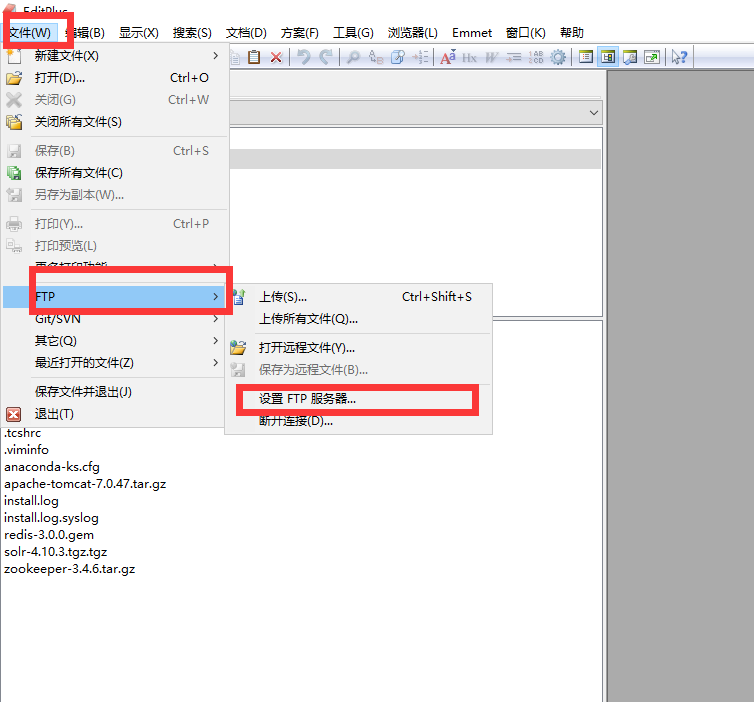 EditPlus
文件(W) 编辑(B) 显示(X) 搜索(S) 文档(D) 方案(F) 工具(G) 浏览器(L) Emmet 窗口(K) 帮助
新建文件(X)
打开(D)... Ctrl+O
关闭(G) Ctrl+W
关闭所有文件(S)
保存(B) Ctrl+S
保存所有文件(C)
另存为副本(W)...
打印(Y)... Ctrl+P
打印预览(L)
更多打印功能
FTP
Git/SVN
其它(Q)
最近打开的文件(Z)
保存文件并退出(J)
退出(T)
上传(S)... Ctrl+Shift+S
上传所有文件(Q)...
打开远程文件(Y)...
保存为远程文件(B)...
设置 FTP 服务器...
断开连接(D)...
.tcshrc
.viminfo
anaconda-ks.cfg
apache-tomcat-7.0.47.tar.gz
install.log
install.log.syslog
redis-3.0.0.gem
solr-4.10.3.tgz.tgz
zookeeper-3.4.6.tar.gz